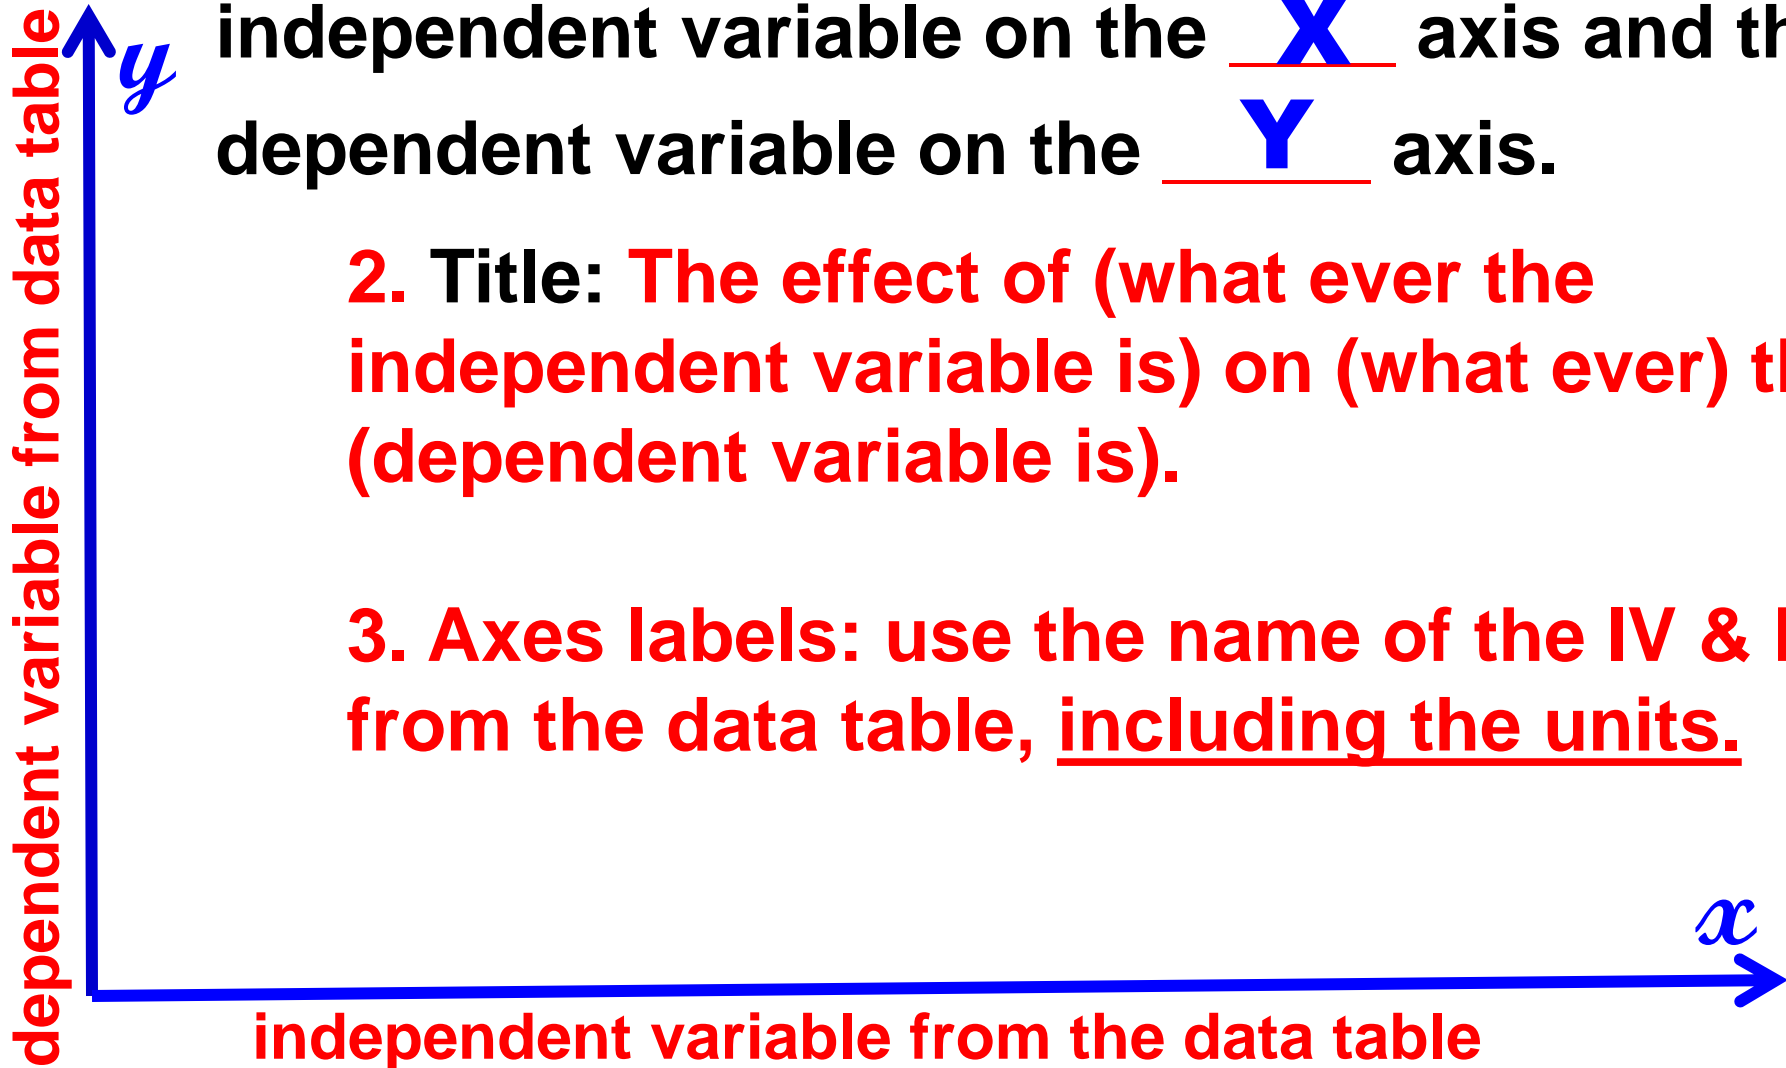 dependent variable from data table
y
independent variable on the X axis and
dependent variable on the Y axis.
2. Title: The effect of (what ever the
independent variable is) on (what ever)
(dependent variable is).
3. Axes labels: use the name of the IV &
from the data table, including the units.
x
independent variable from the data table